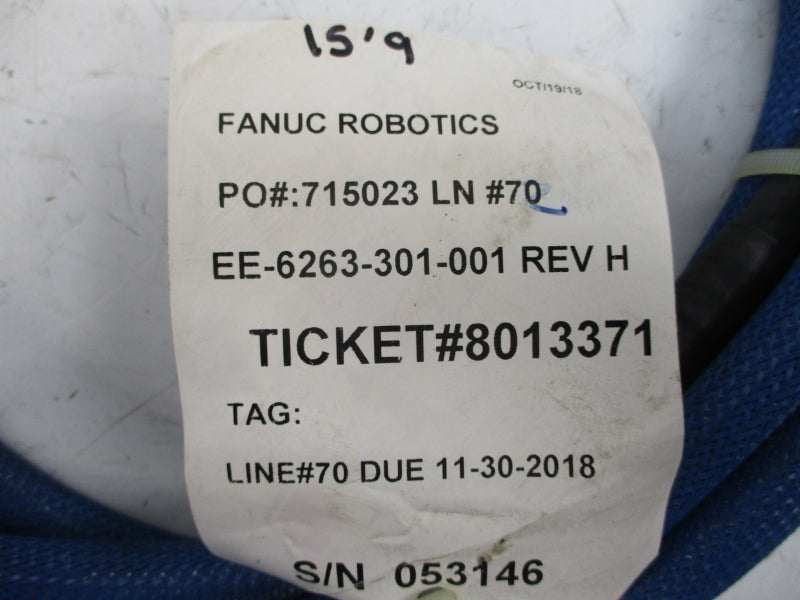 15'9
OCT/19/18
FANUC ROBOTICS
PO#:715023 LN #70
EE-6263-301-001 REV H
TICKET#8013371
TAG:
LINE#70 DUE 11-30-2018
S/N 053146